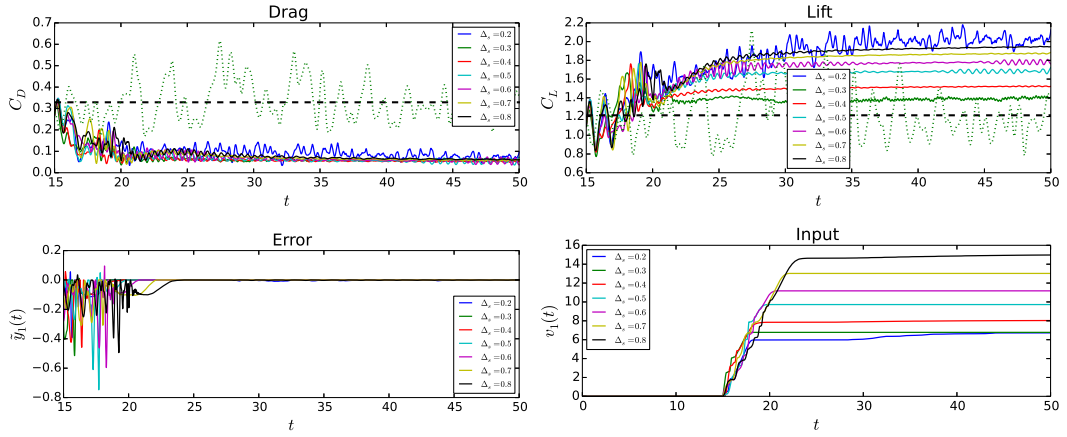 Drag
0.7
0.6
0.5
0.4
0.3
0.2
0.1
0.0
C_D
15 20 25 30 35 40 45 50
t
Δ_s = 0.2
Δ_s = 0.3
Δ_s = 0.4
Δ_s = 0.5
Δ_s = 0.6
Δ_s = 0.7
Δ_s = 0.8
Lift
2.2
2.0
1.8
1.6
1.4
1.2
1.0
0.8
0.6
C_L
15 20 25 30 35 40 45 50
t
Δ_s = 0.2
Δ_s = 0.3
Δ_s = 0.4
Δ_s = 0.5
Δ_s = 0.6
Δ_s = 0.7
Δ_s = 0.8
Error
0.2
0.0
−0.2
−0.4
−0.6
−0.8
ỹ_1(t)
15 20 25 30 35 40 45 50
t
Δ_s = 0.2
Δ_s = 0.3
Δ_s = 0.4
Δ_s = 0.5
Δ_s = 0.6
Δ_s = 0.7
Δ_s = 0.8
Input
16
14
12
10
8
6
4
2
0
v_1(t)
0 10 20 30 40 50
t
Δ_s = 0.2
Δ_s = 0.3
Δ_s = 0.4
Δ_s = 0.5
Δ_s = 0.6
Δ_s = 0.7
Δ_s = 0.8